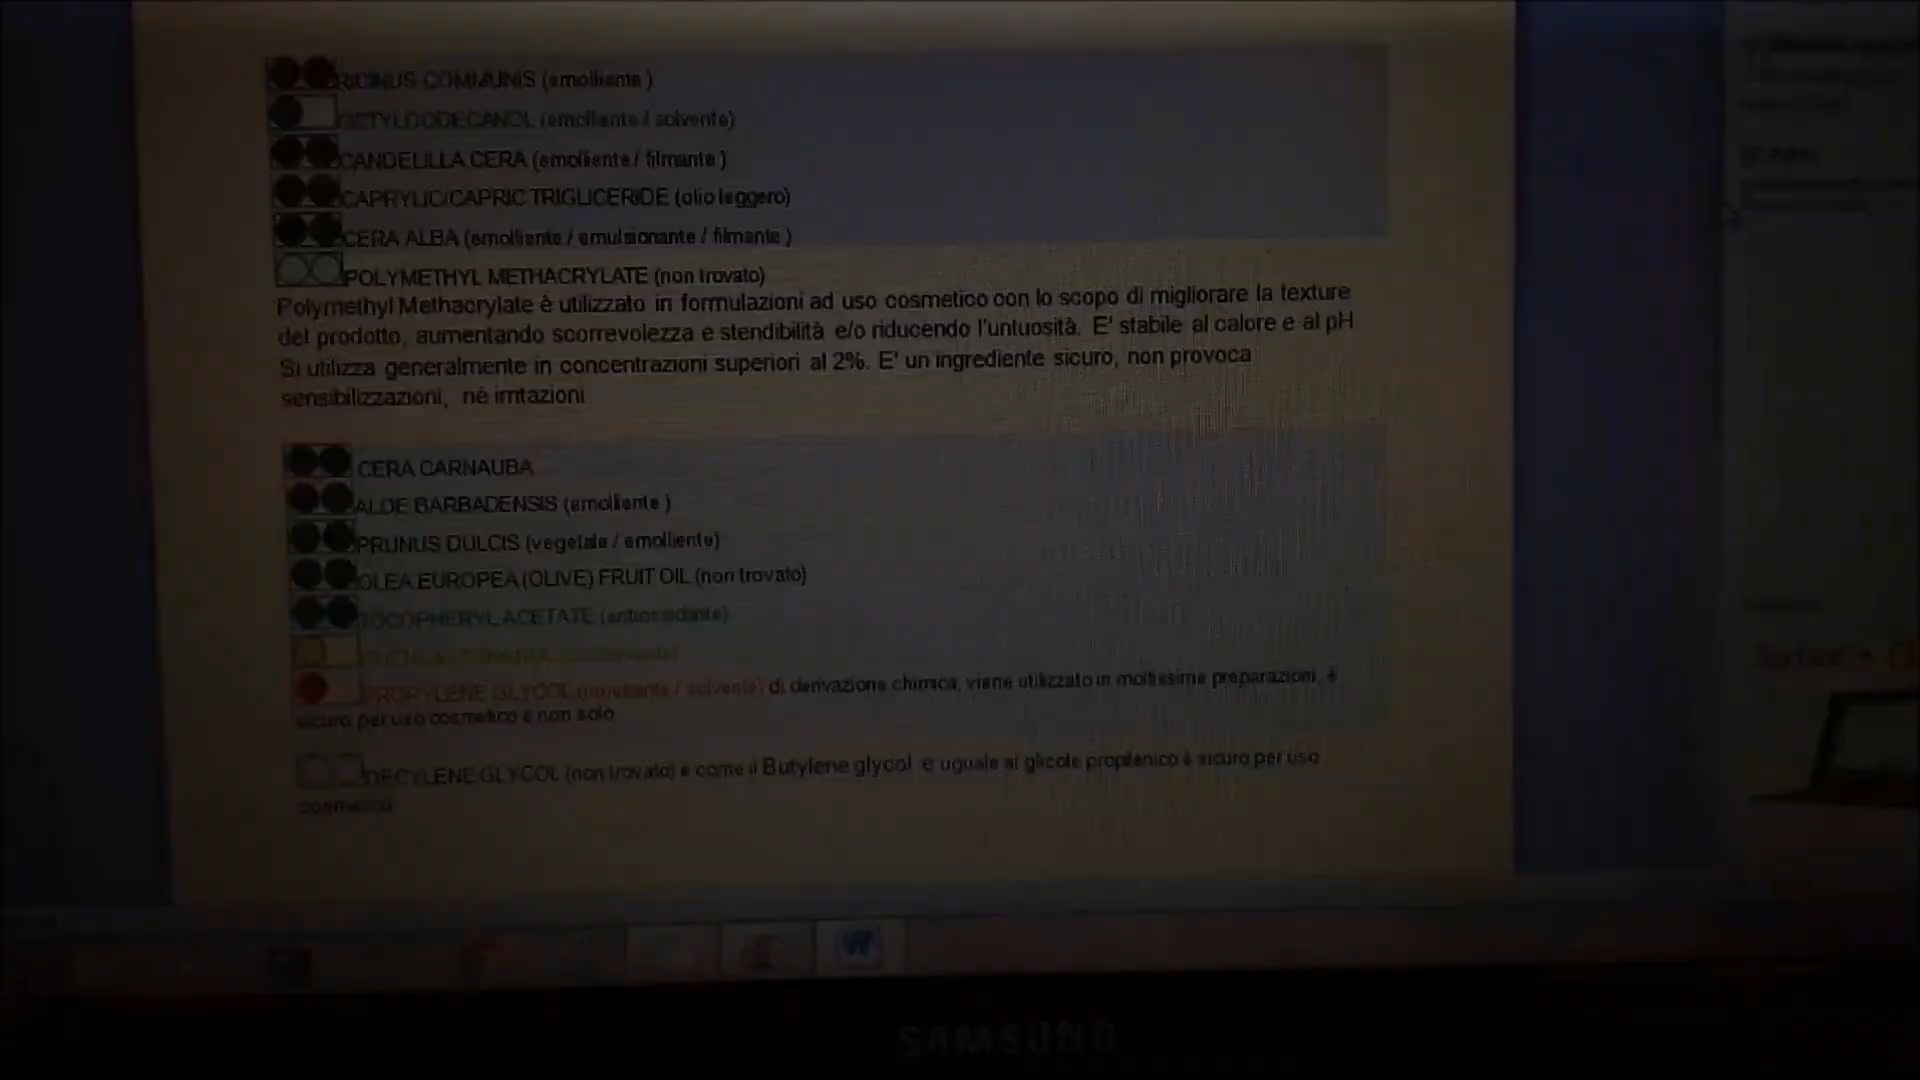 RICINUS COMMUNIS (emolliente )
OCTYLDODECANOL (emolliente / solvente)
CANDELILLA CERA (emolliente / filmante )
CAPRYLIC/CAPRIC TRIGLICERIDE (olio leggero)
CERA ALBA (emolliente / emulsionante / filmante )
POLYMETHYL METHACRYLATE (non trovato)
Polymethyl Methacrylate è utilizzato in formulazioni ad uso cosmetico con lo scopo di migliorare la texture
del prodotto, aumentando scorrevolezza e stendibilità e/o riducendo l'untuosità. E' stabile al calore e al pH
Si utilizza generalmente in concentrazioni superiori al 2%. E' un ingrediente sicuro, non provoca
sensibilizzazioni, né irritazioni
CERA CARNAUBA
ALOE BARBADENSIS (emolliente )
PRUNUS DULCIS (vegetale / emolliente)
OLEA EUROPEA (OLIVE) FRUIT OIL (non trovato)
TOCOPHERYL ACETATE (antiossidante)
PROPYLENE GLYCOL (umettante / solvente) di derivazione chimica, viene utilizzato in moltissime preparazioni, è
sicuro per uso cosmetico e non solo
DECYLENE GLYCOL (non trovato) è come il Butylene glycol e uguale al glicole propilenico è sicuro per uso
cosmetico
W
SAMSUNG